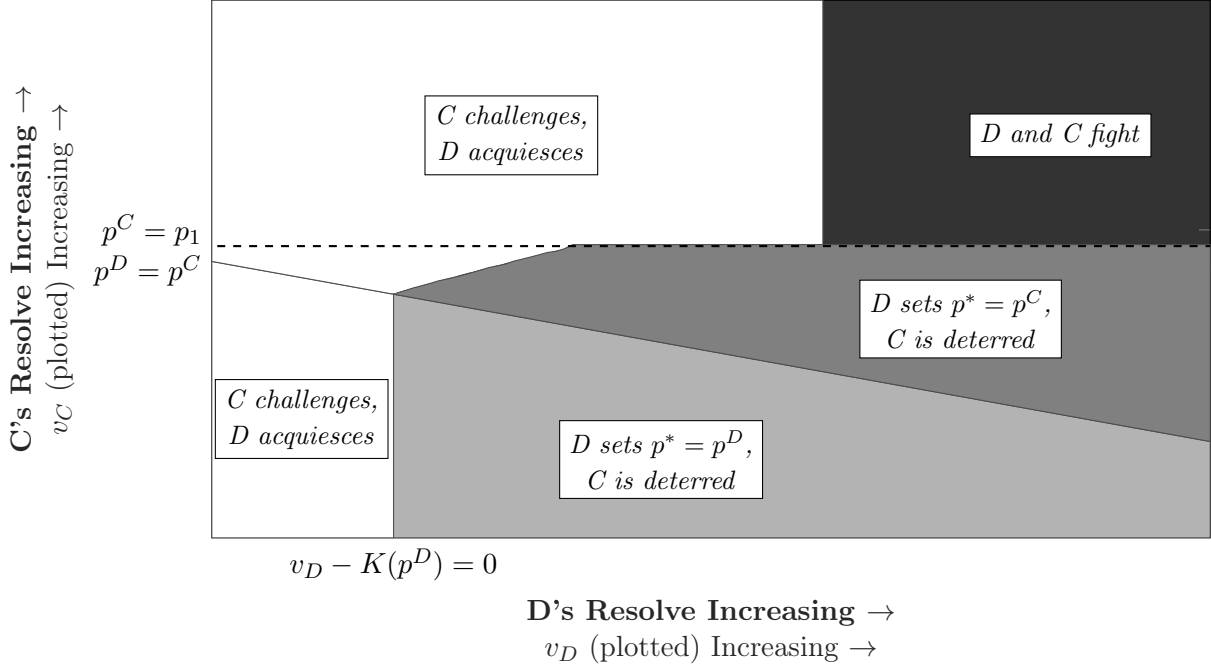 C challenges,
D acquiesces
D and C fight
p^C = p_1
p^D = p^C
D sets p* = p^C,
C is deterred
C challenges,
D acquiesces
D sets p* = p^D,
C is deterred
v_D − K(p^D) = 0
D's Resolve Increasing →
v_D (plotted) Increasing →
C's Resolve Increasing →
v_C (plotted) Increasing →